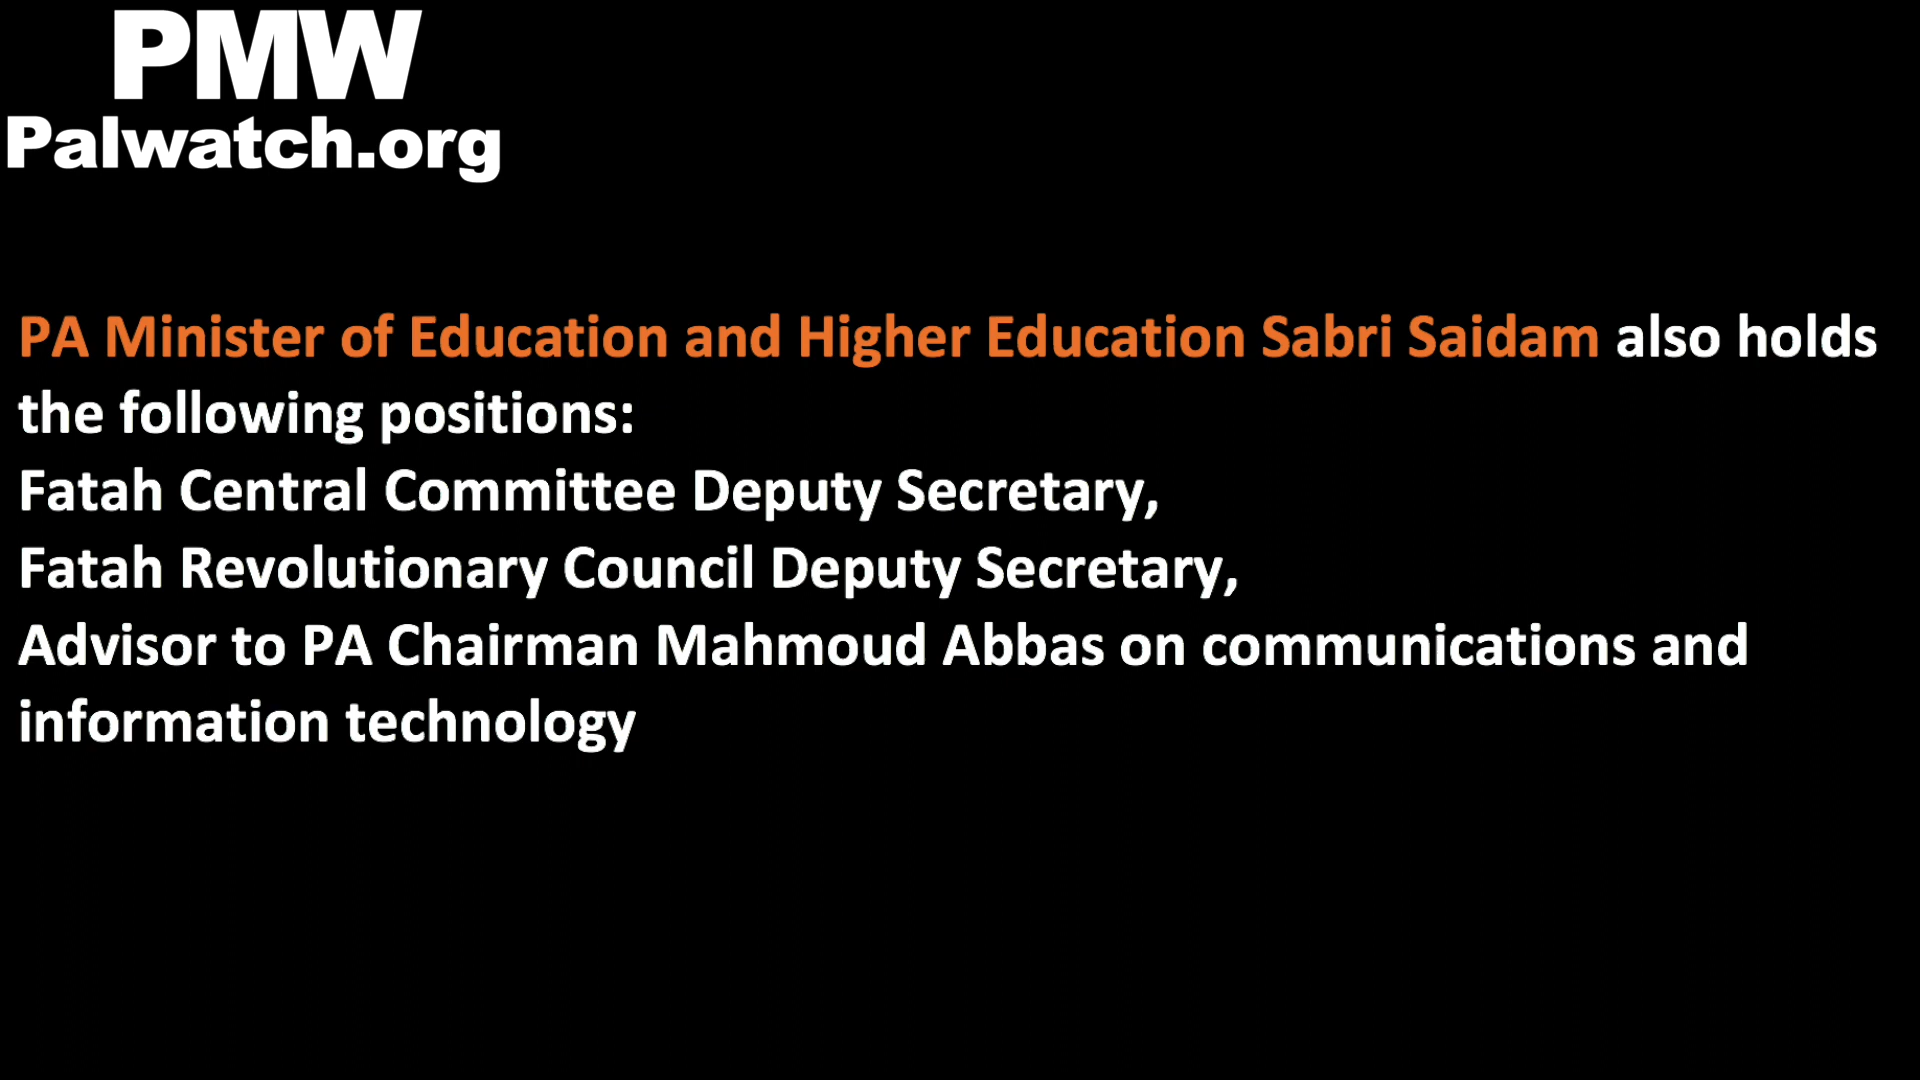 PMW
Palwatch.org
PA Minister of Education and Higher Education Sabri Saidam also holds
the following positions:
Fatah Central Committee Deputy Secretary,
Fatah Revolutionary Council Deputy Secretary,
Advisor to PA Chairman Mahmoud Abbas on communications and
information technology